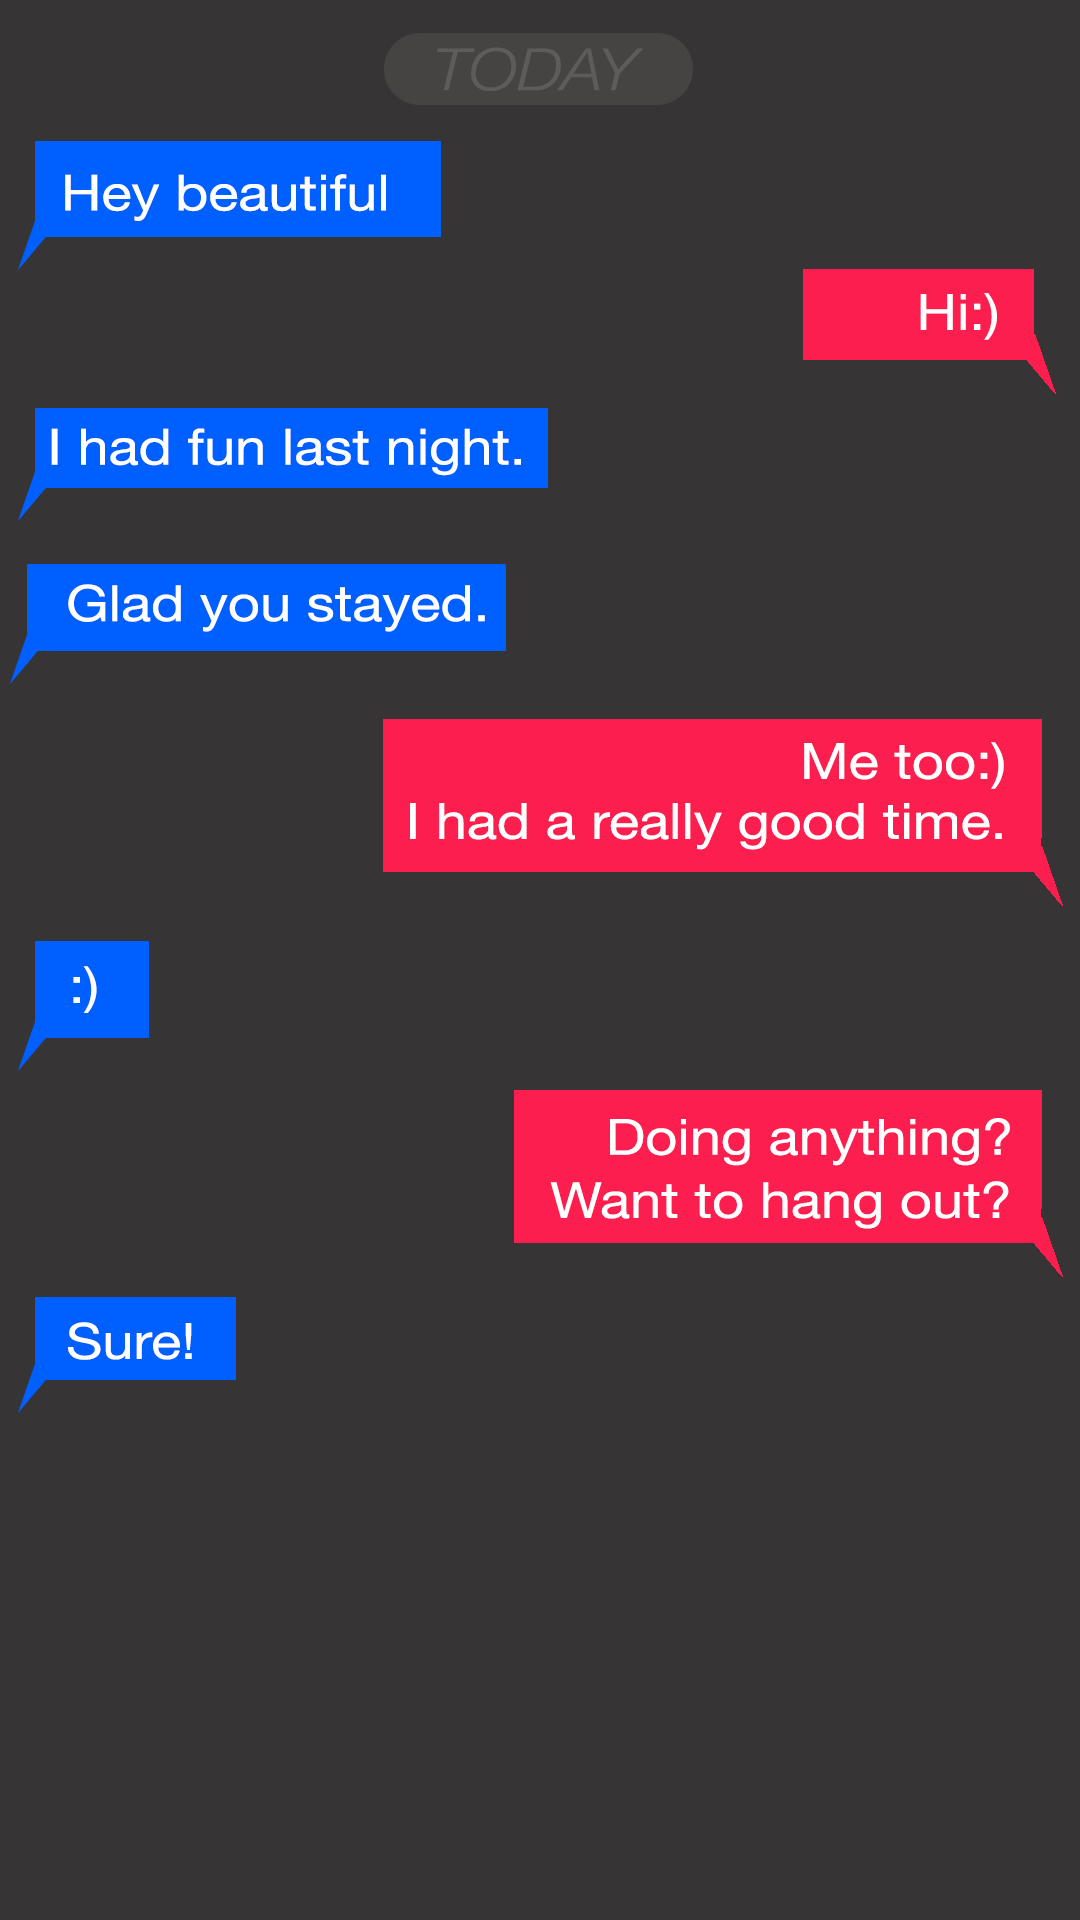 TODAY
Hey beautiful
Hi:)
I had fun last night.
Glad you stayed.
Me too:)
I had a really good time.
:)
Doing anything?
Want to hang out?
Sure!